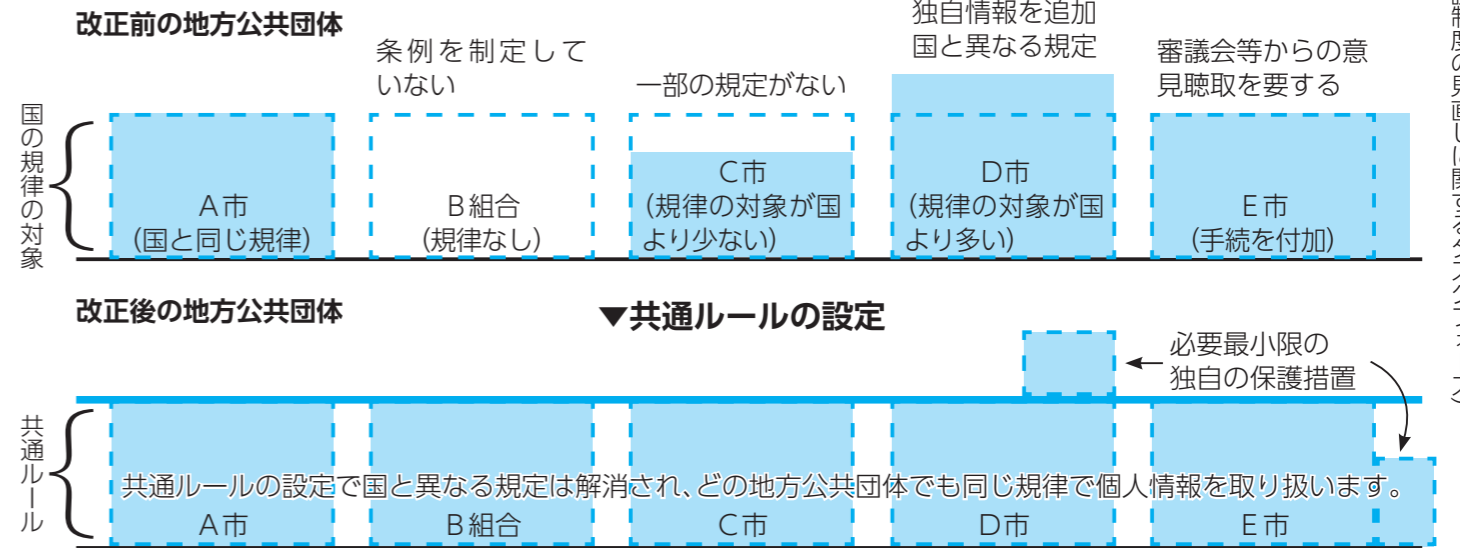 改正前の地方公共団体
条例を制定して
いない
一部の規定がない
独自情報を追加
国と異なる規定
審議会等からの意
見聴取を要する
国の規律の対象
A市
(国と同じ規律)
B組合
(規律なし)
C市
(規律の対象が国
より少ない)
D市
(規律の対象が国
より多い)
E市
(手続を付加)
改正後の地方公共団体
▼共通ルールの設定
必要最小限の
独自の保護措置
共通ルール
共通ルールの設定で国と異なる規定は解消され、どの地方公共団体でも同じ規律で個人情報を取り扱います。
A市
B組合
C市
D市
E市
制度の見直しに関する